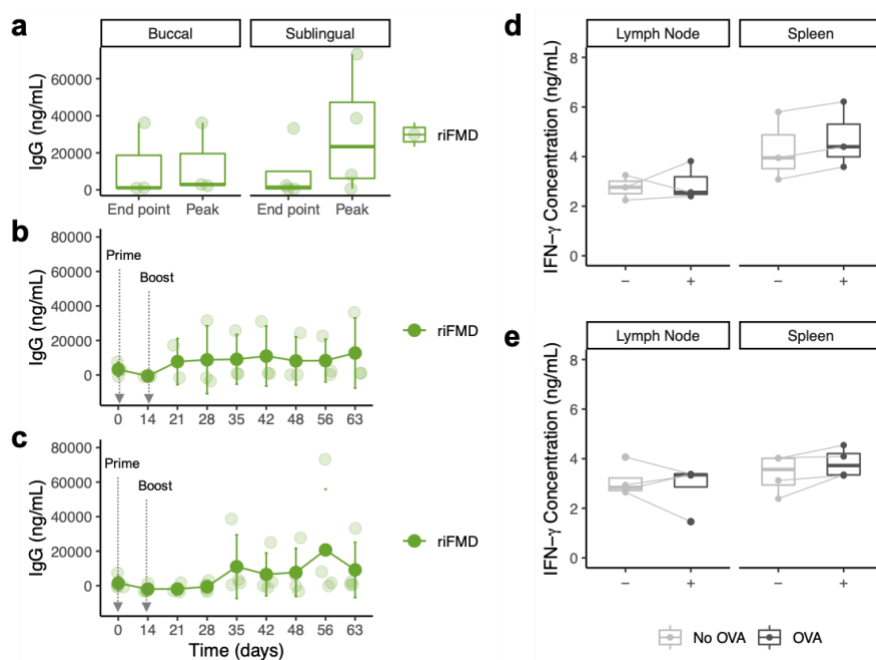 a
Buccal
Sublingual
IgG (ng/mL)
60000
40000
20000
0
End point
Peak
End point
Peak
riFMD
b
80000
60000
40000
20000
0
IgG (ng/mL)
Prime
Boost
0 14 21 28 35 42 48 56 63
riFMD
c
80000
60000
40000
20000
0
IgG (ng/mL)
Prime
Boost
0 14 21 28 35 42 48 56 63
Time (days)
riFMD
d
Lymph Node
Spleen
IFN-γ Concentration (ng/mL)
8
6
4
2
0
− +
− +
e
Lymph Node
Spleen
IFN-γ Concentration (ng/mL)
8
6
4
2
0
− +
− +
No OVA
OVA